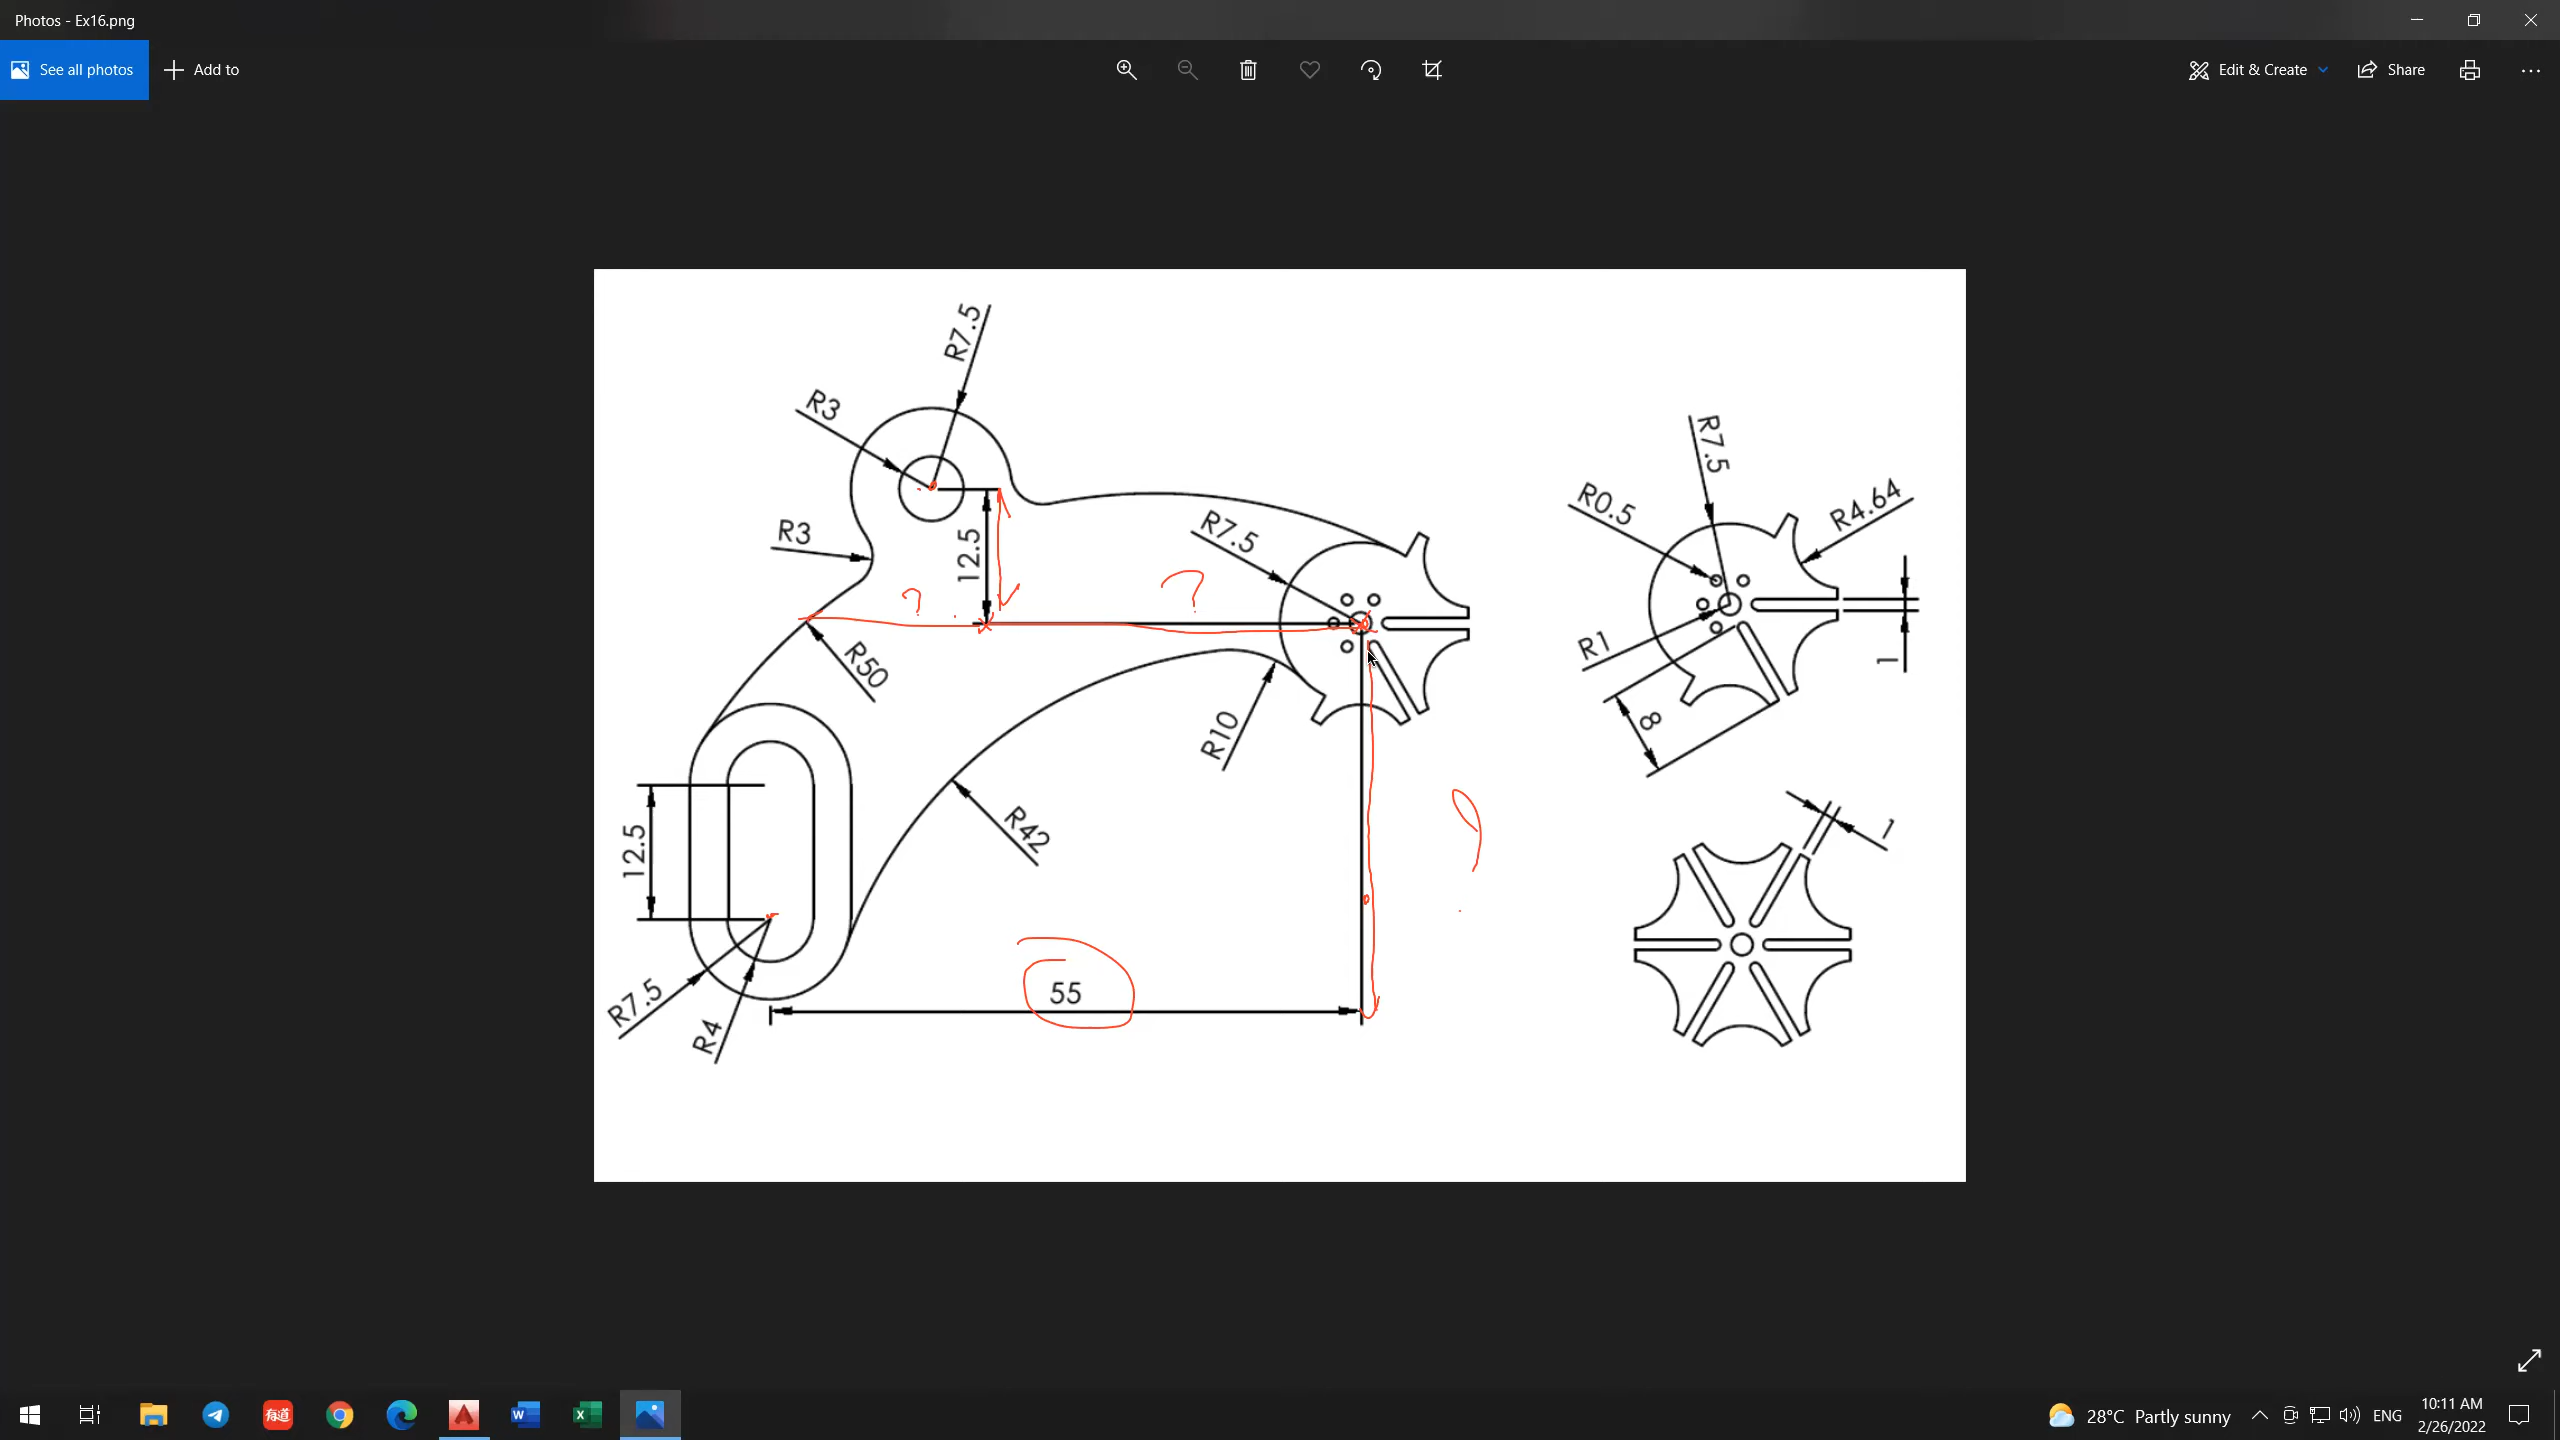 Photos - Ex16.png
See all photos
Add to
Edit & Create
Share
R7.5
R3
R3
12.5
?
?
R7.5
R50
R10
R42
12.5
R7.5
R4
55
?
R7.5
R0.5
R4.64
R1
1
8
1
有道
28°C Partly sunny
ENG
10:11 AM
2/26/2022